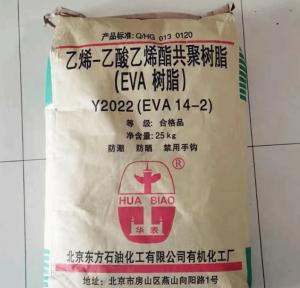 产品标准: Q/HG 013 0120
乙烯-乙酸乙烯酯共聚树脂
(EVA 树脂)
Y2022 (EVA 14-2)
等 级: 合格品
净含量: 25kg
防潮 防晒 禁用手钩
®
HUA BIAO
华表
北京东方石油化工有限公司有机化工厂
地址: 北京市房山区燕山向阳路1号